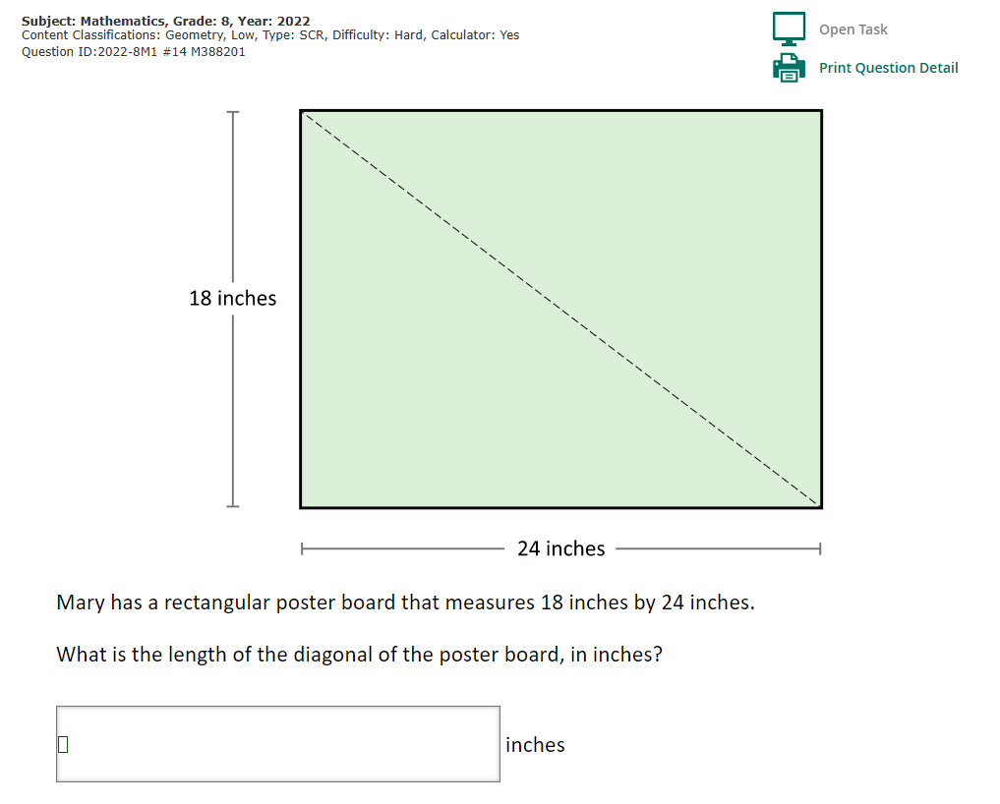 Subject: Mathematics, Grade: 8, Year: 2022
Content Classifications: Geometry, Low, Type: SCR, Difficulty: Hard, Calculator: Yes
Question ID:2022-8M1 #14 M388201
Open Task
Print Question Detail
18 inches
24 inches
Mary has a rectangular poster board that measures 18 inches by 24 inches.
What is the length of the diagonal of the poster board, in inches?
inches